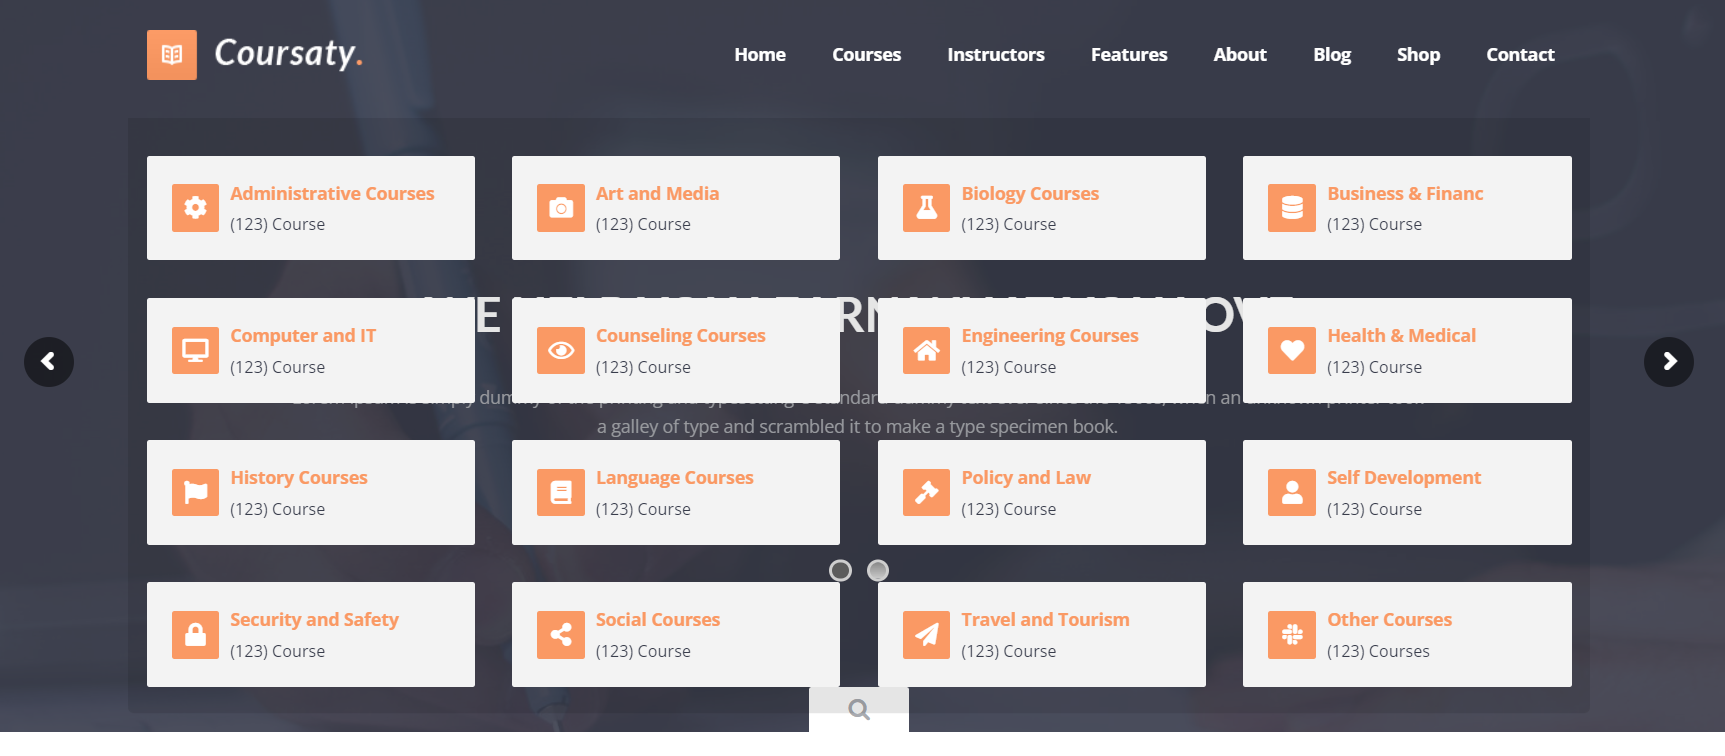 Coursaty.
Home Courses Instructors Features About Blog Shop Contact
Administrative Courses
(123) Course
Art and Media
(123) Course
Biology Courses
(123) Course
Business & Financ
(123) Course
Computer and IT
(123) Course
Counseling Courses
(123) Course
Engineering Courses
(123) Course
Health & Medical
(123) Course
a galley of type and scrambled it to make a type specimen book.
History Courses
(123) Course
Language Courses
(123) Course
Policy and Law
(123) Course
Self Development
(123) Course
Security and Safety
(123) Course
Social Courses
(123) Course
Travel and Tourism
(123) Course
Other Courses
(123) Courses